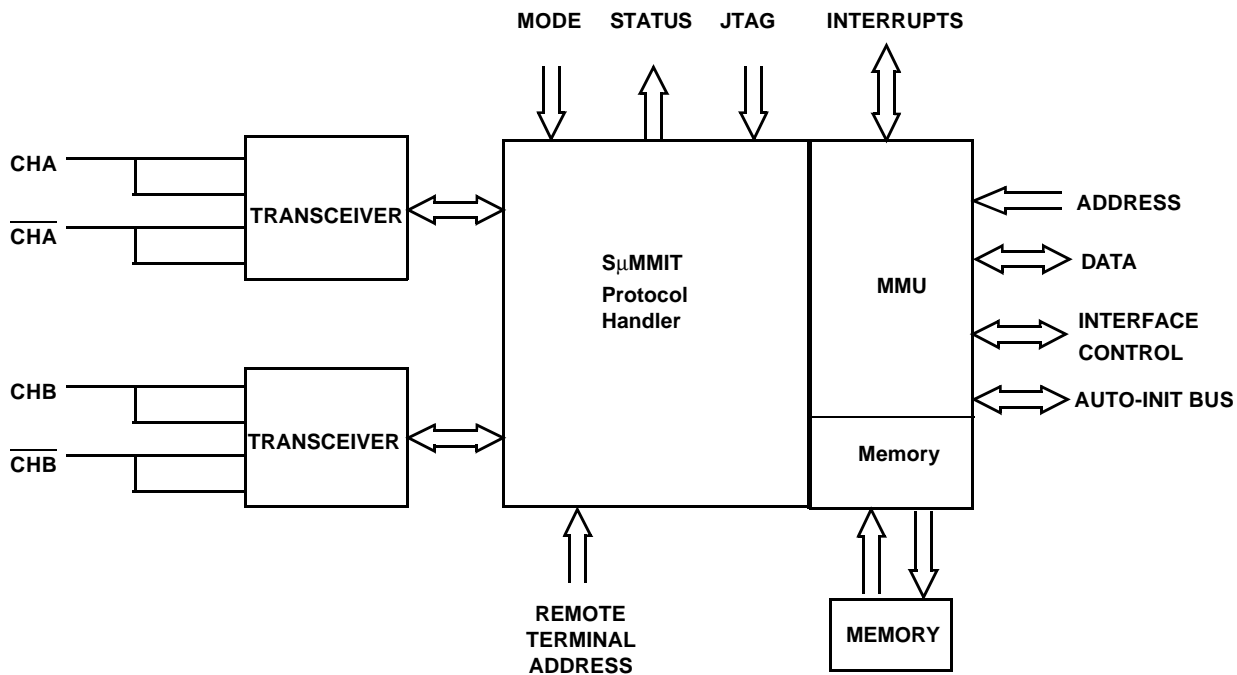 MODE STATUS JTAG INTERRUPTS
CHA
CHA
TRANSCEIVER
SμMMIT
Protocol
Handler
MMU
ADDRESS
DATA
INTERFACE
CONTROL
AUTO-INIT BUS
CHB
CHB
TRANSCEIVER
Memory
REMOTE
TERMINAL
ADDRESS
MEMORY